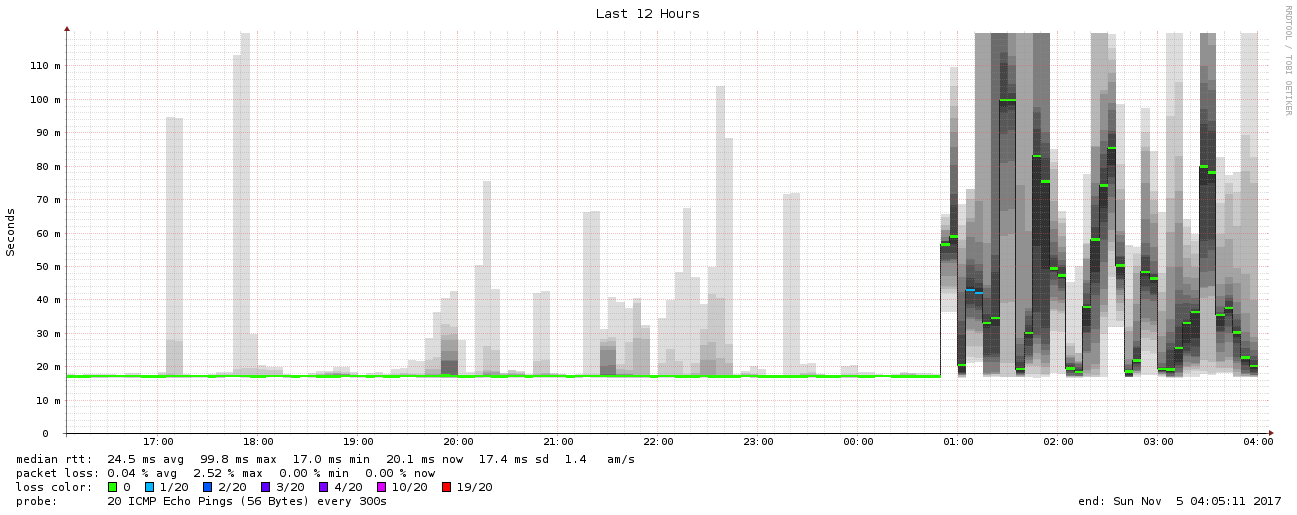 Last 12 Hours
RRDTOOL / TOBI OETIKER
Seconds
110 m
100 m
90 m
80 m
70 m
60 m
50 m
40 m
30 m
20 m
10 m
0
17:00 18:00 19:00 20:00 21:00 22:00 23:00 00:00 01:00 02:00 03:00 04:00
median rtt: 24.5 ms avg 99.8 ms max 17.0 ms min 20.1 ms now 17.4 ms sd 1.4 am/s
packet loss: 0.04 % avg 2.52 % max 0.00 % min 0.00 % now
loss color: 0 1/20 2/20 3/20 4/20 10/20 19/20
probe: 20 ICMP Echo Pings (56 Bytes) every 300s end: Sun Nov 5 04:05:11 2017